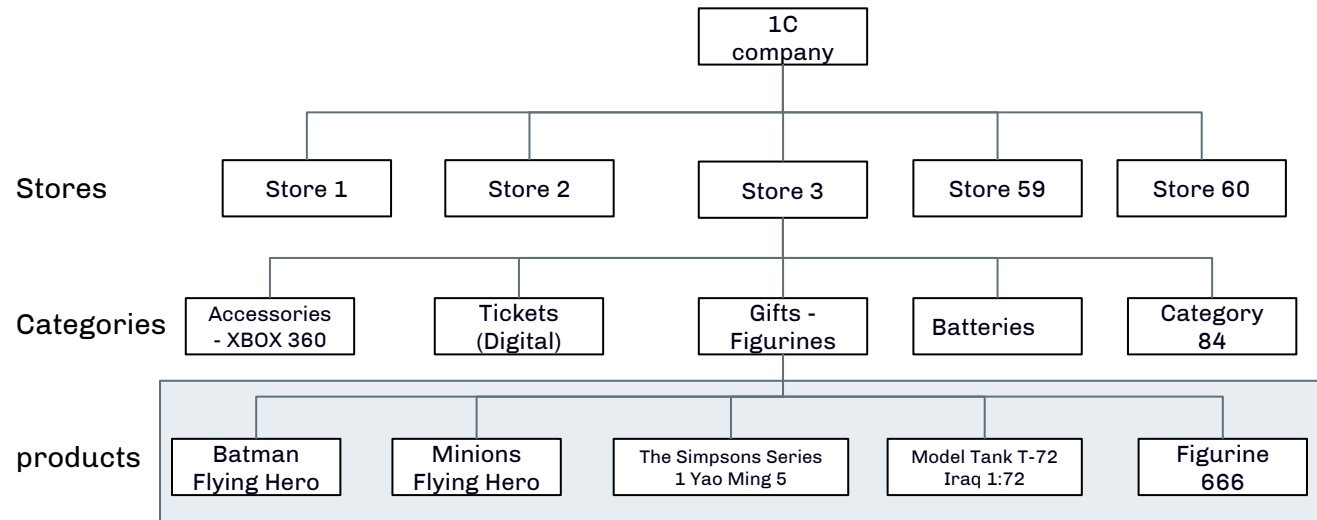 1C
company
Stores
Store 1
Store 2
Store 3
Store 59
Store 60
Categories
Accessories
- XBOX 360
Tickets
(Digital)
Gifts -
Figurines
Batteries
Category
84
products
Batman
Flying Hero
Minions
Flying Hero
The Simpsons Series
1 Yao Ming 5
Model Tank T-72
Iraq 1:72
Figurine
666